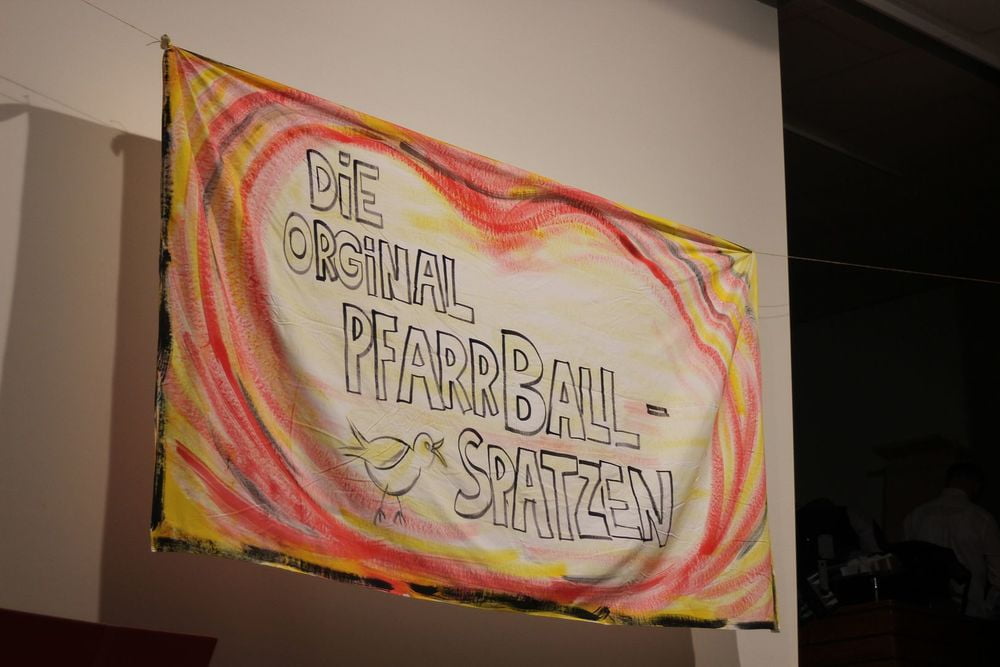 DiE
ORGiNAL
PFARRBALL-
SPATZEN